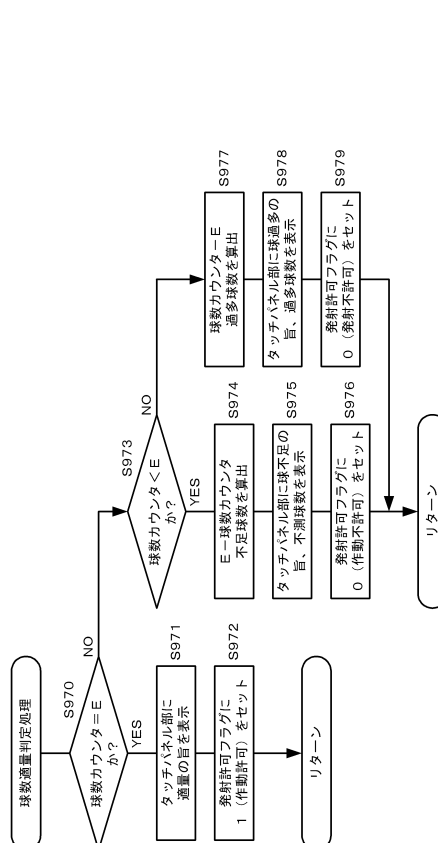 球数適量判定処理
S970
球数カウンタ＝E
か？
NO
YES
S971
タッチパネル部に
適量の旨を表示
S972
発射許可フラグに
1（作動許可）をセット
リターン
S973
球数カウンタ＜E
か？
NO
YES
S974
E－球数カウンタ
不足球数を算出
S975
タッチパネル部に球不足の
旨、不測球数を表示
S976
発射許可フラグに
0（作動不許可）をセット
S977
球数カウンタ－E
過多球数を算出
S978
タッチパネル部に球過多の
旨、過多球数を表示
S979
発射許可フラグに
0（発射不許可）をセット
リターン